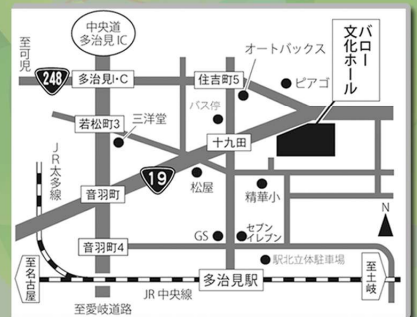 中央道
多治見IC
至可児
248
多治見I・C
住吉町5
オートバックス
ピアゴ
バロー
文化ホール
バス停
若松町3
三洋堂
十九田
JR太多線
19
松屋
精華小
音羽町
N
音羽町4
GS
セブン
イレブン
駅北立体駐車場
至名古屋
多治見駅
至土岐
JR中央線
至愛岐道路